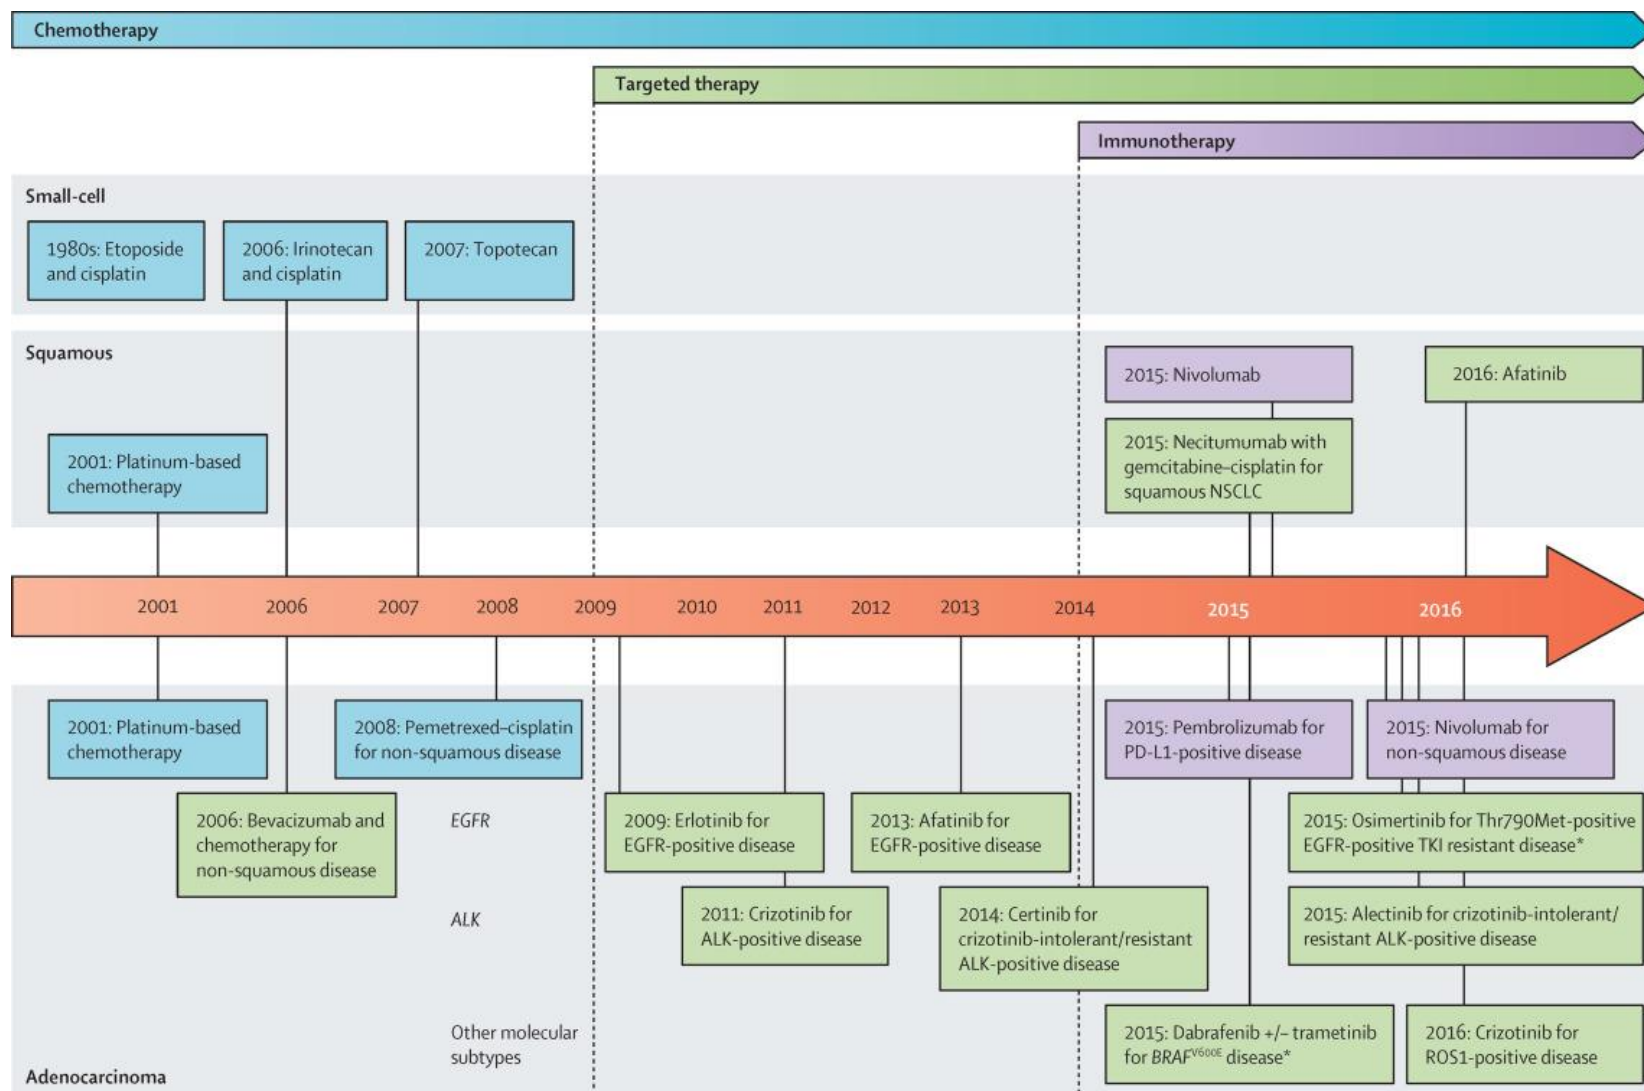 Chemotherapy
Targeted therapy
Immunotherapy
Small-cell
1980s: Etoposide
and cisplatin
2006: Irinotecan
and cisplatin
2007: Topotecan
Squamous
2001: Platinum-based
chemotherapy
2015: Nivolumab
2015: Necitumumab with
gemcitabine–cisplatin for
squamous NSCLC
2016: Afatinib
2001
2006
2007
2008
2009
2010
2011
2012
2013
2014
2015
2016
2001: Platinum-based
chemotherapy
2008: Pemetrexed–cisplatin
for non-squamous disease
2015: Pembrolizumab for
PD-L1-positive disease
2015: Nivolumab for
non-squamous disease
2006: Bevacizumab and
chemotherapy for
non-squamous disease
EGFR
2009: Erlotinib for
EGFR-positive disease
2013: Afatinib for
EGFR-positive disease
2015: Osimertinib for Thr790Met-positive
EGFR-positive TKI resistant disease*
ALK
2011: Crizotinib for
ALK-positive disease
2014: Certinib for
crizotinib-intolerant/resistant
ALK-positive disease
2015: Alectinib for crizotinib-intolerant/
resistant ALK-positive disease
Other molecular
subtypes
2015: Dabrafenib +/– trametinib
for BRAFV600E disease*
2016: Crizotinib for
ROS1-positive disease
Adenocarcinoma